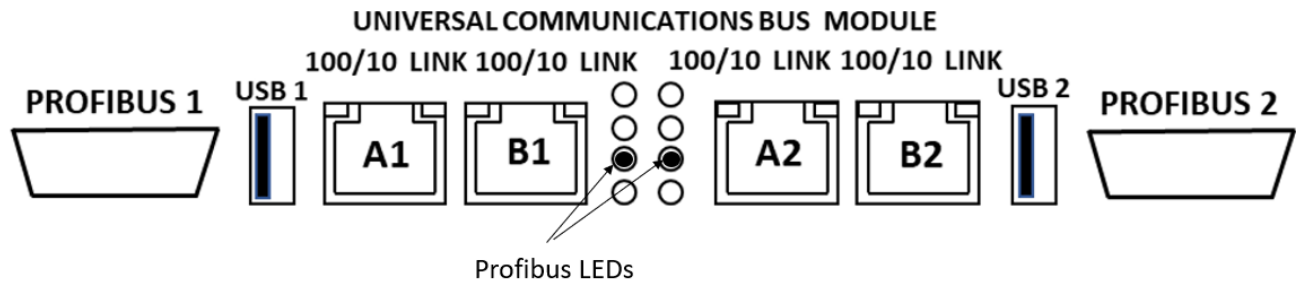 UNIVERSAL COMMUNICATIONS BUS MODULE
100/10 LINK 100/10 LINK 100/10 LINK 100/10 LINK
PROFIBUS 1 USB 1 USB 2 PROFIBUS 2
A1 B1 A2 B2
Profibus LEDs